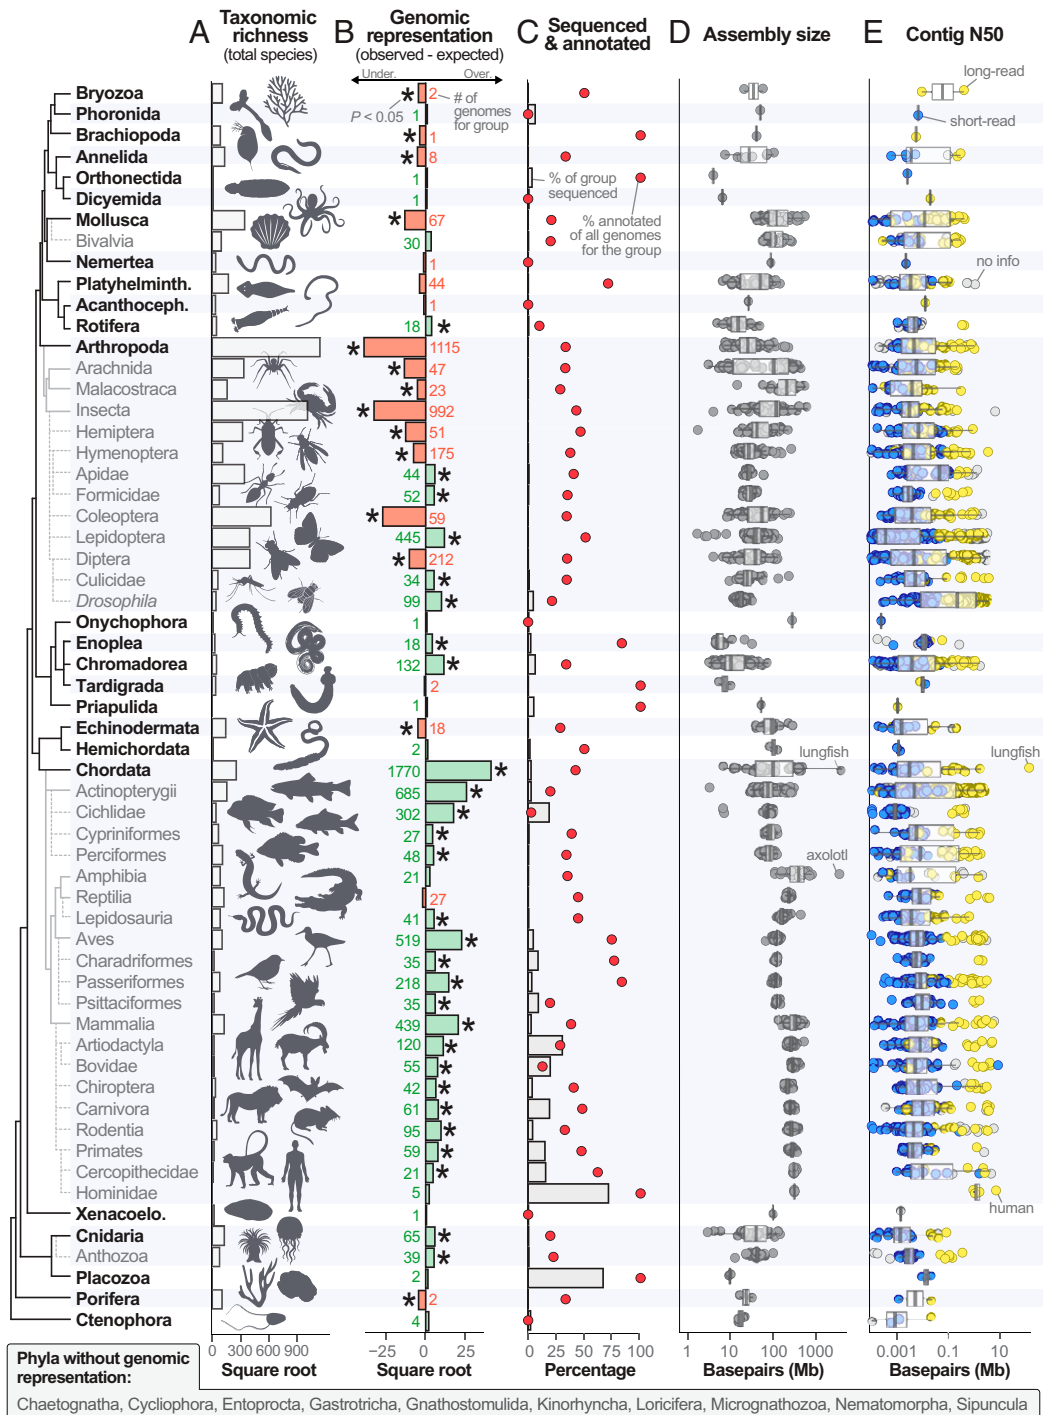 A Taxonomic richness (total species)
B Genomic representation (observed - expected)
C Sequenced & annotated
D Assembly size
E Contig N50
Under. Over.
long-read
Bryozoa * 2 # of genomes for group
P < 0.05
Phoronida 1 short-read
Brachiopoda * 1
Annelida * 8
Orthonectida 1 % of group sequenced
Dicyemida 1
Mollusca * 67 % annotated of all genomes for the group
Bivalvia 30
Nemertea 1 no info
Platyhelminth. 44
Acanthoceph. 1
Rotifera 18 *
Arthropoda * 1115
Arachnida * 47
Malacostraca * 23
Insecta * 992
Hemiptera * 51
Hymenoptera * 175
Apidae 44 *
Formicidae 52 *
Coleoptera * 59
Lepidoptera 445 *
Diptera * 212
Culicidae 34 *
Drosophila 99 *
Onychophora 1
Enoplea 18 *
Chromadorea 132 *
Tardigrada 2
Priapulida 1
Echinodermata * 18
Hemichordata 2 lungfish lungfish
Chordata 1770 *
Actinopterygii 685 *
Cichlidae 302 *
Cypriniformes 27 *
Perciformes 48 * axolotl
Amphibia 21
Reptilia 27
Lepidosauria 41 *
Aves 519 *
Charadriformes 35 *
Passeriformes 218 *
Psittaciformes 35 *
Mammalia 439 *
Artiodactyla 120 *
Bovidae 55 *
Chiroptera 42 *
Carnivora 61 *
Rodentia 95 *
Primates 59 *
Cercopithecidae 21 *
Hominidae 5 human
Xenacoelo. 1
Cnidaria 65 *
Anthozoa 39 *
Placozoa 2
Porifera * 2
Ctenophora 4
0 300 600 900 −25 0 25 0 25 50 75 100 1 10 100 1000 0.001 0.1 10
Square root Square root Percentage Basepairs (Mb) Basepairs (Mb)
Phyla without genomic
representation:
Chaetognatha, Cycliophora, Entoprocta, Gastrotricha, Gnathostomulida, Kinorhyncha, Loricifera, Micrognathozoa, Nematomorpha, Sipuncula